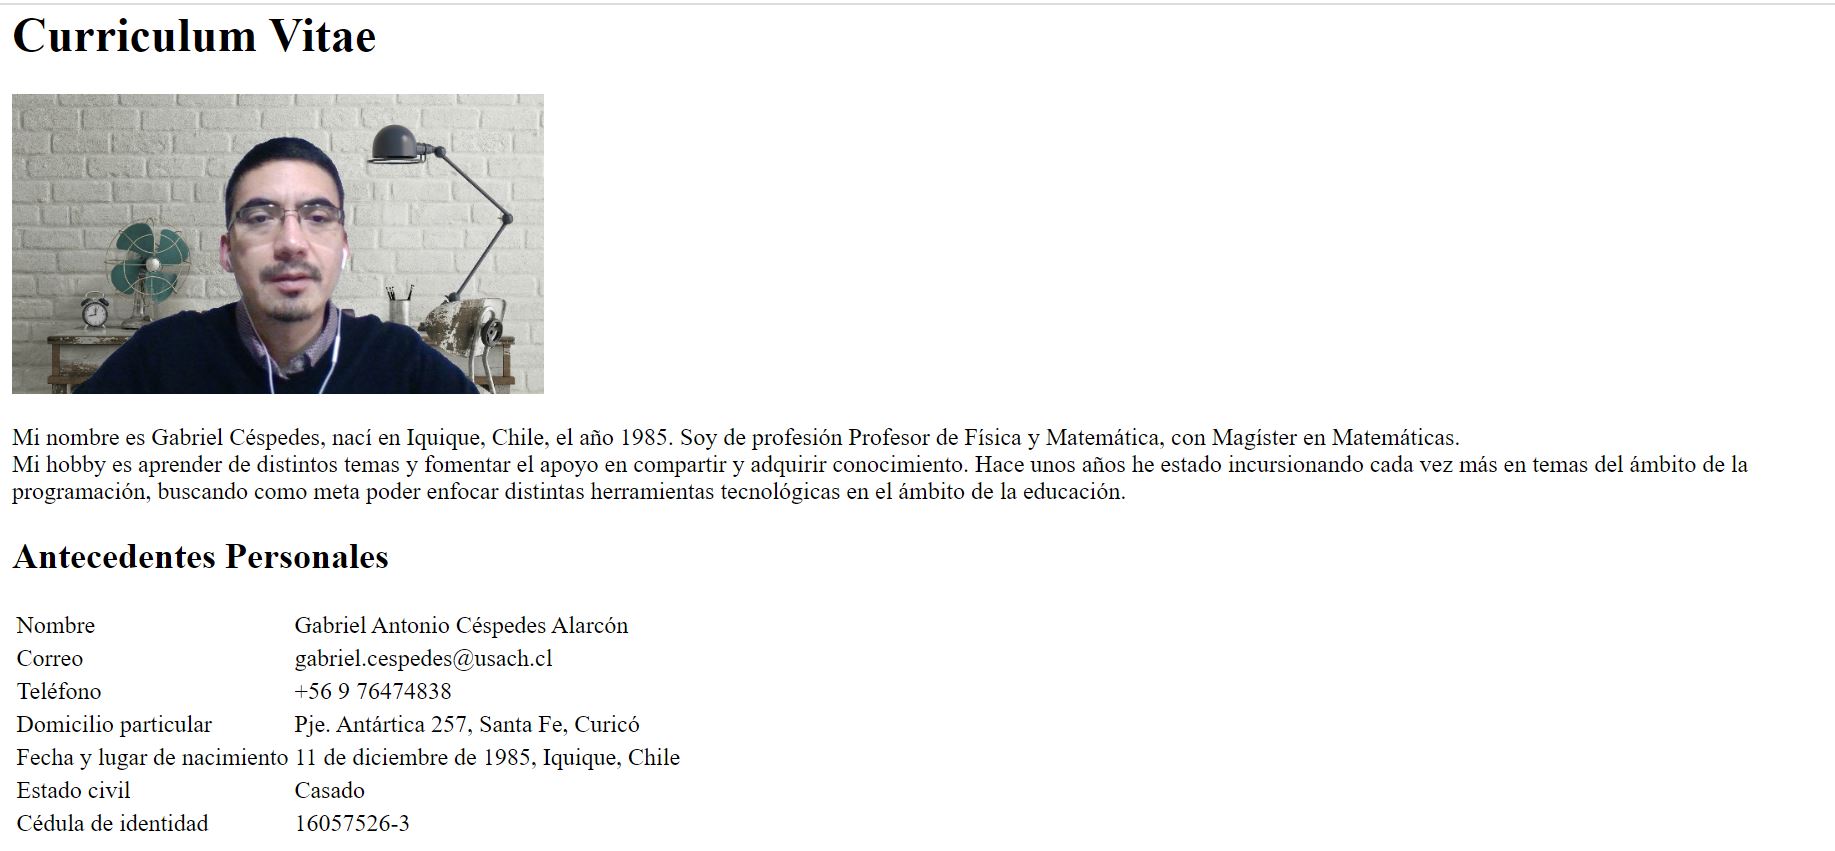 Curriculum Vitae
Mi nombre es Gabriel Céspedes, nací en Iquique, Chile, el año 1985. Soy de profesión Profesor de Física y Matemática, con Magíster en Matemáticas.
Mi hobby es aprender de distintos temas y fomentar el apoyo en compartir y adquirir conocimiento. Hace unos años he estado incursionando cada vez más en temas del ámbito de la
programación, buscando como meta poder enfocar distintas herramientas tecnológicas en el ámbito de la educación.
Antecedentes Personales
Nombre Gabriel Antonio Céspedes Alarcón
Correo gabriel.cespedes@usach.cl
Teléfono +56 9 76474838
Domicilio particular Pje. Antártica 257, Santa Fe, Curicó
Fecha y lugar de nacimiento 11 de diciembre de 1985, Iquique, Chile
Estado civil Casado
Cédula de identidad 16057526-3